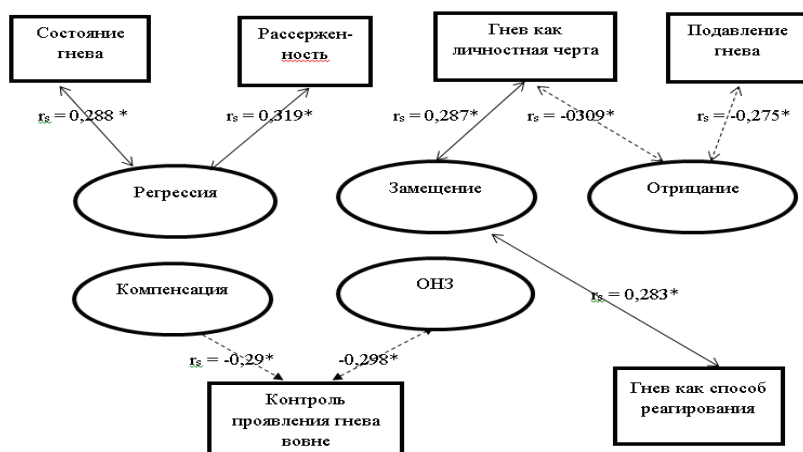 Состояние
гнева
Рассержен-
ность
Гнев как
личностная черта
Подавление
гнева
rs = 0,288 *
rs = 0,319*
rs = 0,287*
rs = -0309*
rs = -0,275*
Регрессия
Замещение
Отрицание
Компенсация
ОНЗ
rs = 0,283*
rs = -0,29*
-0,298*
Контроль
проявления гнева
вовне
Гнев как способ
реагирования